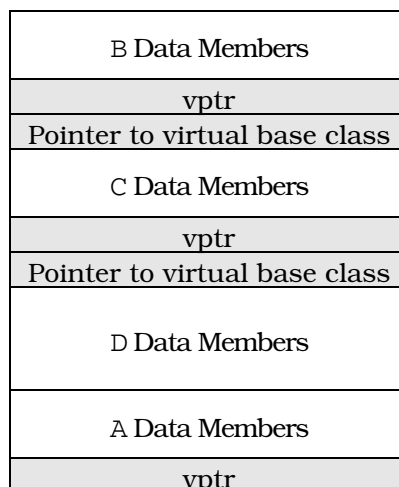 B Data Members
vptr
Pointer to virtual base class
C Data Members
vptr
Pointer to virtual base class
D Data Members
A Data Members
vptr